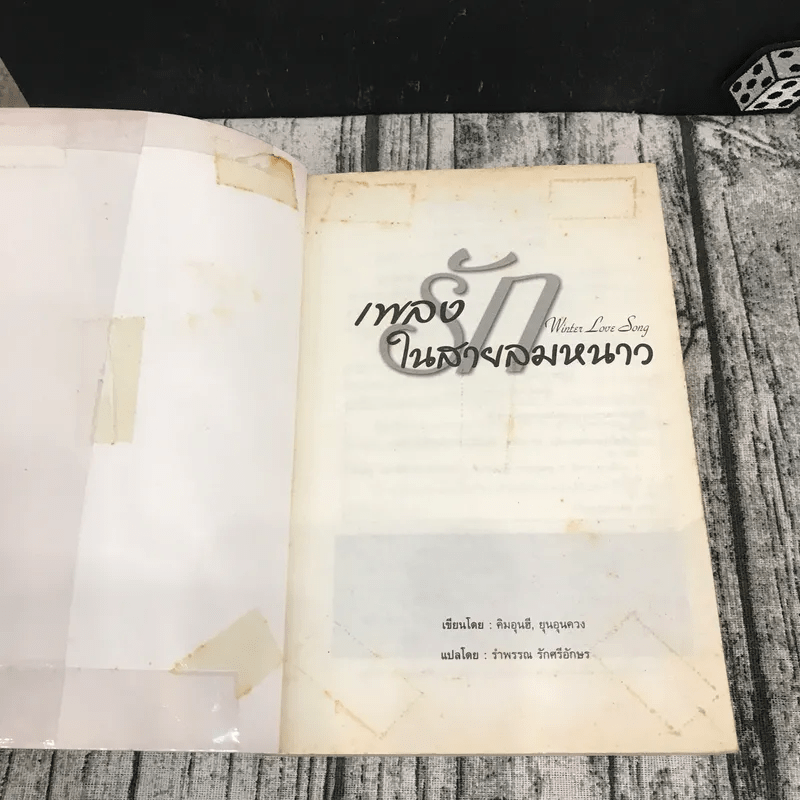 เพลง
รัก
Winter Love Song
ในสายลมหนาว
เขียนโดย : คิมอุนฮี, ยุนอุนควง
แปลโดย : รำพรรณ รักศรีอักษร